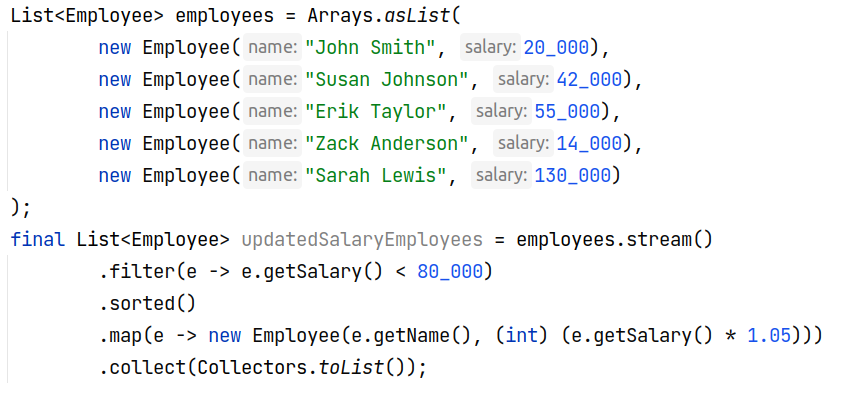 List<Employee> employees = Arrays.asList(
new Employee( name: "John Smith", salary: 20_000),
new Employee( name: "Susan Johnson", salary: 42_000),
new Employee( name: "Erik Taylor", salary: 55_000),
new Employee( name: "Zack Anderson", salary: 14_000),
new Employee( name: "Sarah Lewis", salary: 130_000)
);
final List<Employee> updatedSalaryEmployees = employees.stream()
.filter(e -> e.getSalary() < 80_000)
.sorted()
.map(e -> new Employee(e.getName(), (int) (e.getSalary() * 1.05)))
.collect(Collectors.toList());